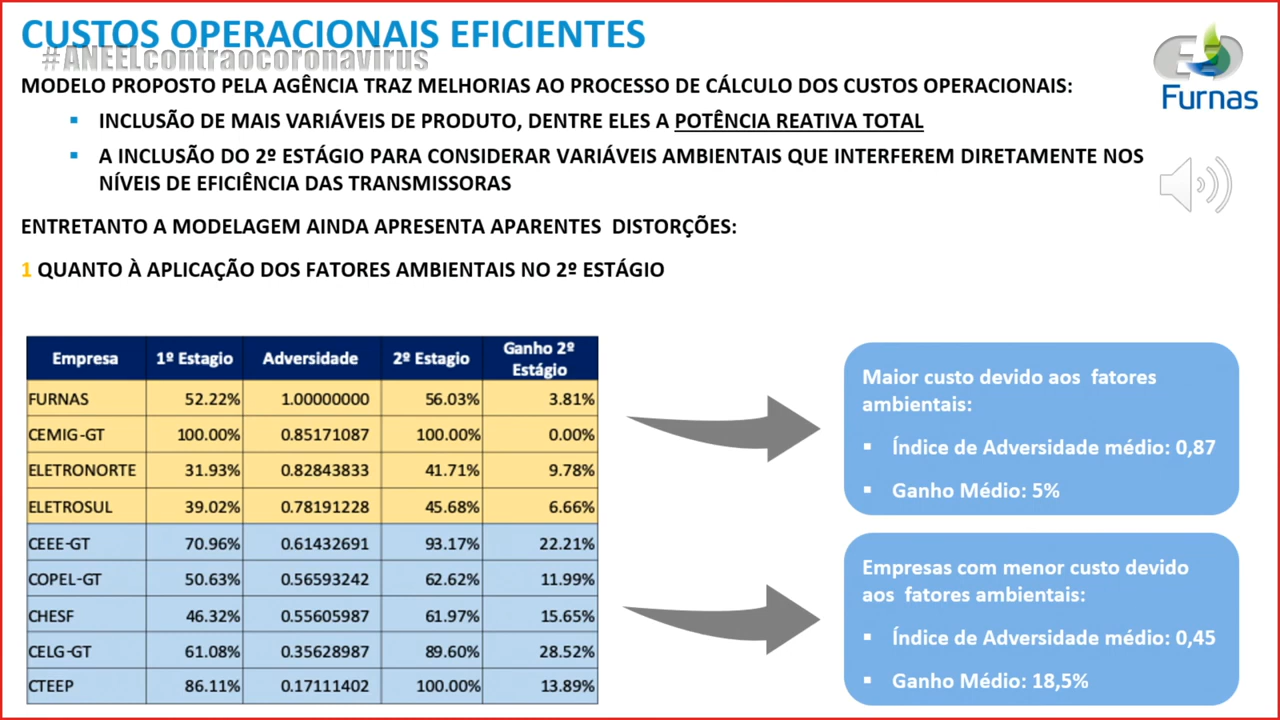 CUSTOS OPERACIONAIS EFICIENTES
#ANEELcontraocoronavirus
Furnas
MODELO PROPOSTO PELA AGÊNCIA TRAZ MELHORIAS AO PROCESSO DE CÁLCULO DOS CUSTOS OPERACIONAIS:
▪ INCLUSÃO DE MAIS VARIÁVEIS DE PRODUTO, DENTRE ELES A POTÊNCIA REATIVA TOTAL
▪ A INCLUSÃO DO 2º ESTÁGIO PARA CONSIDERAR VARIÁVEIS AMBIENTAIS QUE INTERFEREM DIRETAMENTE NOS
NÍVEIS DE EFICIÊNCIA DAS TRANSMISSORAS
ENTRETANTO A MODELAGEM AINDA APRESENTA APARENTES DISTORÇÕES:
1 QUANTO À APLICAÇÃO DOS FATORES AMBIENTAIS NO 2º ESTÁGIO
Empresa 1º Estagio Adversidade 2º Estagio Ganho 2º
Estágio
FURNAS 52.22% 1.00000000 56.03% 3.81%
CEMIG-GT 100.00% 0.85171087 100.00% 0.00%
ELETRONORTE 31.93% 0.82843833 41.71% 9.78%
ELETROSUL 39.02% 0.78191228 45.68% 6.66%
CEEE-GT 70.96% 0.61432691 93.17% 22.21%
COPEL-GT 50.63% 0.56593242 62.62% 11.99%
CHESF 46.32% 0.55605987 61.97% 15.65%
CELG-GT 61.08% 0.35628987 89.60% 28.52%
CTEEP 86.11% 0.17111402 100.00% 13.89%
Maior custo devido aos fatores
ambientais:
▪ Índice de Adversidade médio: 0,87
▪ Ganho Médio: 5%
Empresas com menor custo devido
aos fatores ambientais:
▪ Índice de Adversidade médio: 0,45
▪ Ganho Médio: 18,5%